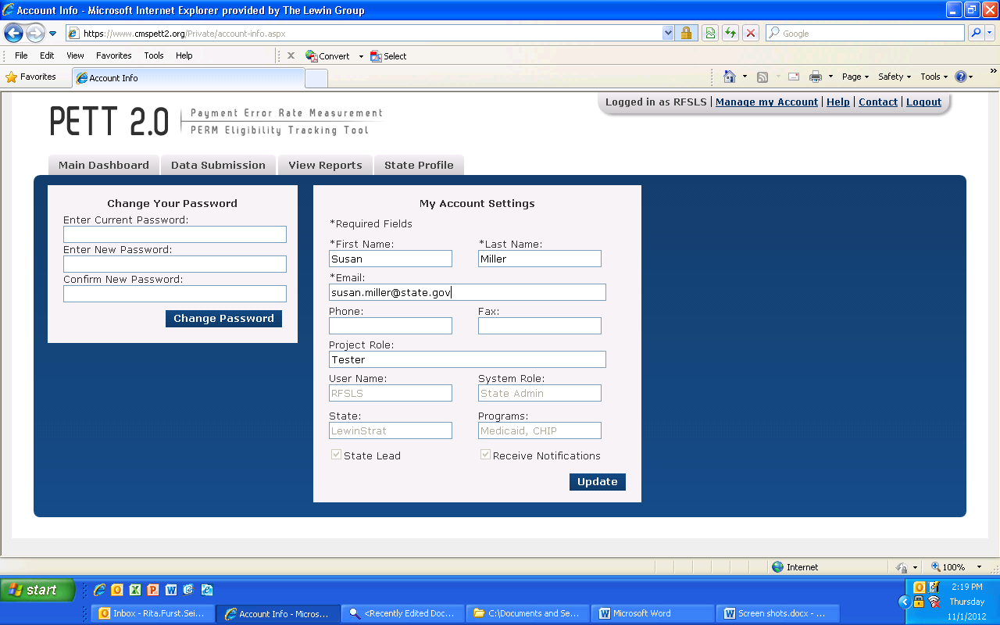 Account Info - Microsoft Internet Explorer provided by The Lewin Group
https://www.cmspett2.org/Private/account-info.aspx
Google
File Edit View Favorites Tools Help
Convert Select
Favorites Account Info
Page Safety Tools
Logged in as RFSLS | Manage my Account | Help | Contact | Logout
PETT 2.0
Payment Error Rate Measurement
PERM Eligibility Tracking Tool
Main Dashboard Data Submission View Reports State Profile
Change Your Password
Enter Current Password:
Enter New Password:
Confirm New Password:
Change Password
My Account Settings
*Required Fields
*First Name: *Last Name:
Susan Miller
*Email:
susan.miller@state.gov
Phone: Fax:
Project Role:
Tester
User Name: System Role:
RFSLS State Admin
State: Programs:
LewinStrat Medicaid, CHIP
State Lead Receive Notifications
Update
Internet 100%
start
2:19 PM
Thursday
11/1/2012
Inbox - Rita.Furst.Sei... Account Info - Micros... <Recently Edited Doc... C:\Documents and Se... Microsoft Word Screen shots.docx - ...